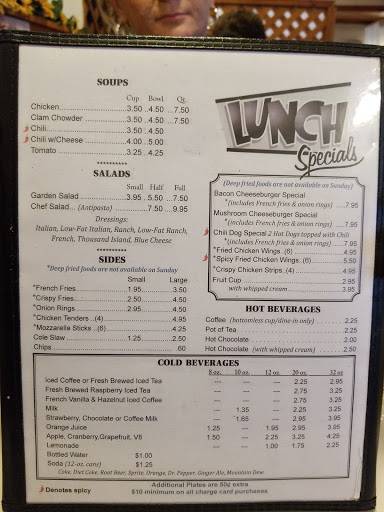 SOUPS
Cup Bowl Qt.
Chicken 3.50 4.50 7.50
Clam Chowder 3.50 4.50 7.50
Chili 3.50 4.50
Chili w/Cheese 4.00 5.00
Tomato 3.25 4.25
**********
SALADS
Small Half Full
Garden Salad 3.95 5.50 7.50
Chef Salad... (Antipasto) 7.50 9.95
Dressings:
Italian, Low-Fat Italian, Ranch, Low-Fat Ranch,
French, Thousand Island, Blue Cheese
**********
SIDES
*Deep fried foods are not available on Sunday
Small Large
*French Fries 1.95 3.50
*Crispy Fries 2.50 4.50
*Onion Rings 2.95 4.50
*Chicken Tenders ..(4) 4.95
*Mozzarella Sticks ..(6) 4.25
Cole Slaw 1.25 2.50
Chips .60
LUNCH
Specials
(Deep fried foods are not available on Sunday)
Bacon Cheeseburger Special
*(includes French fries & onion rings) 7.95
Mushroom Cheeseburger Special
*(includes French fries & onion rings) 7.95
Chili Dog Special 2 Hot Dogs topped with Chili
*(includes French fries & onion rings) 7.95
*Fried Chicken Wings..(6) 4.95
*Spicy Fried Chicken Wings..(6) 5.50
*Crispy Chicken Strips..(4) 4.95
Fruit Cup 2.95
with whipped cream 3.95
HOT BEVERAGES
Coffee (bottomless cup/dine-in only) 2.25
Pot of Tea 2.25
Hot Chocolate 2.00
Hot Chocolate (with whipped cream) 2.50
COLD BEVERAGES
8 oz. 10 oz. 12 oz. 20 oz. 32 oz
Iced Coffee or Fresh Brewed Iced Tea — — — 2.25 2.95
Fresh Brewed Raspberry Iced Tea — — — 2.75 3.25
French Vanilla & Hazelnut Iced Coffee — — — 2.75 3.25
Milk — 1.35 — 2.25 2.95
Strawberry, Chocolate or Coffee Milk — 1.65 — 2.95 3.95
Orange Juice 1.25 — 1.95 2.95 3.95
Apple, Cranberry,Grapefruit, V8 1.50 — 2.25 3.25 4.25
Lemonade — — 1.00 1.75 2.25
Bottled Water $1.00
Soda (12-oz. cans) $1.25
Coke, Diet Coke, Root Beer, Sprite, Orange, Dr. Pepper, Ginger Ale, Mountain Dew
Denotes spicy
Additional Plates are 50¢ extra
$10 minimum on all charge card purchases